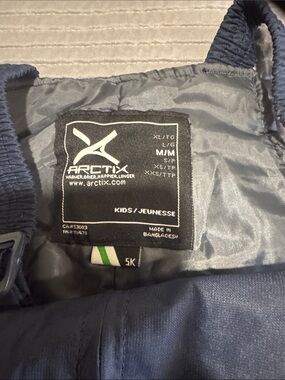 ARCTIX
WARMER.DRIER.HAPPIER.LONGER
www.arctix.com
XL/TG
L/G
M/M
S/P
XS/TP
XXS/TTP
KIDS/JEUNESSE
MADE IN
BANGLADESH
SK